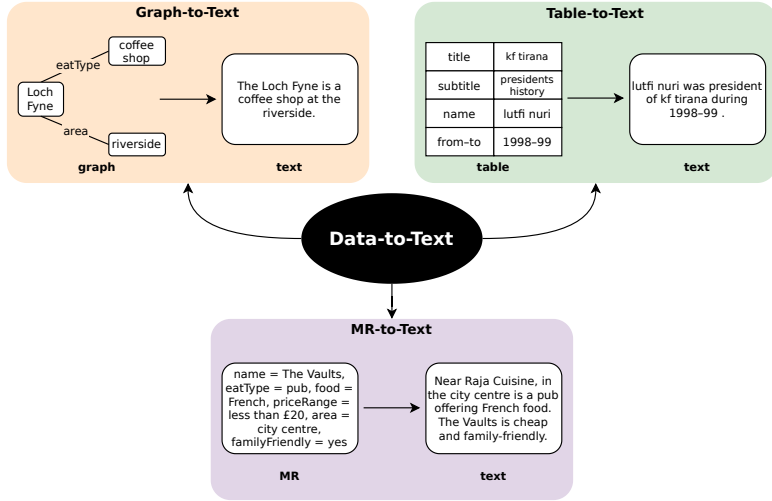 Graph-to-Text
coffee
shop
eatType
Loch
Fyne
area
riverside
The Loch Fyne is a
coffee shop at the
riverside.
graph
text
Table-to-Text
title
kf tirana
subtitle
presidents
history
name
lutfi nuri
from–to
1998–99
lutfi nuri was president
of kf tirana during
1998–99 .
table
text
Data-to-Text
MR-to-Text
name = The Vaults,
eatType = pub, food =
French, priceRange =
less than £20, area =
city centre,
familyFriendly = yes
Near Raja Cuisine, in
the city centre is a pub
offering French food.
The Vaults is cheap
and family-friendly.
MR
text